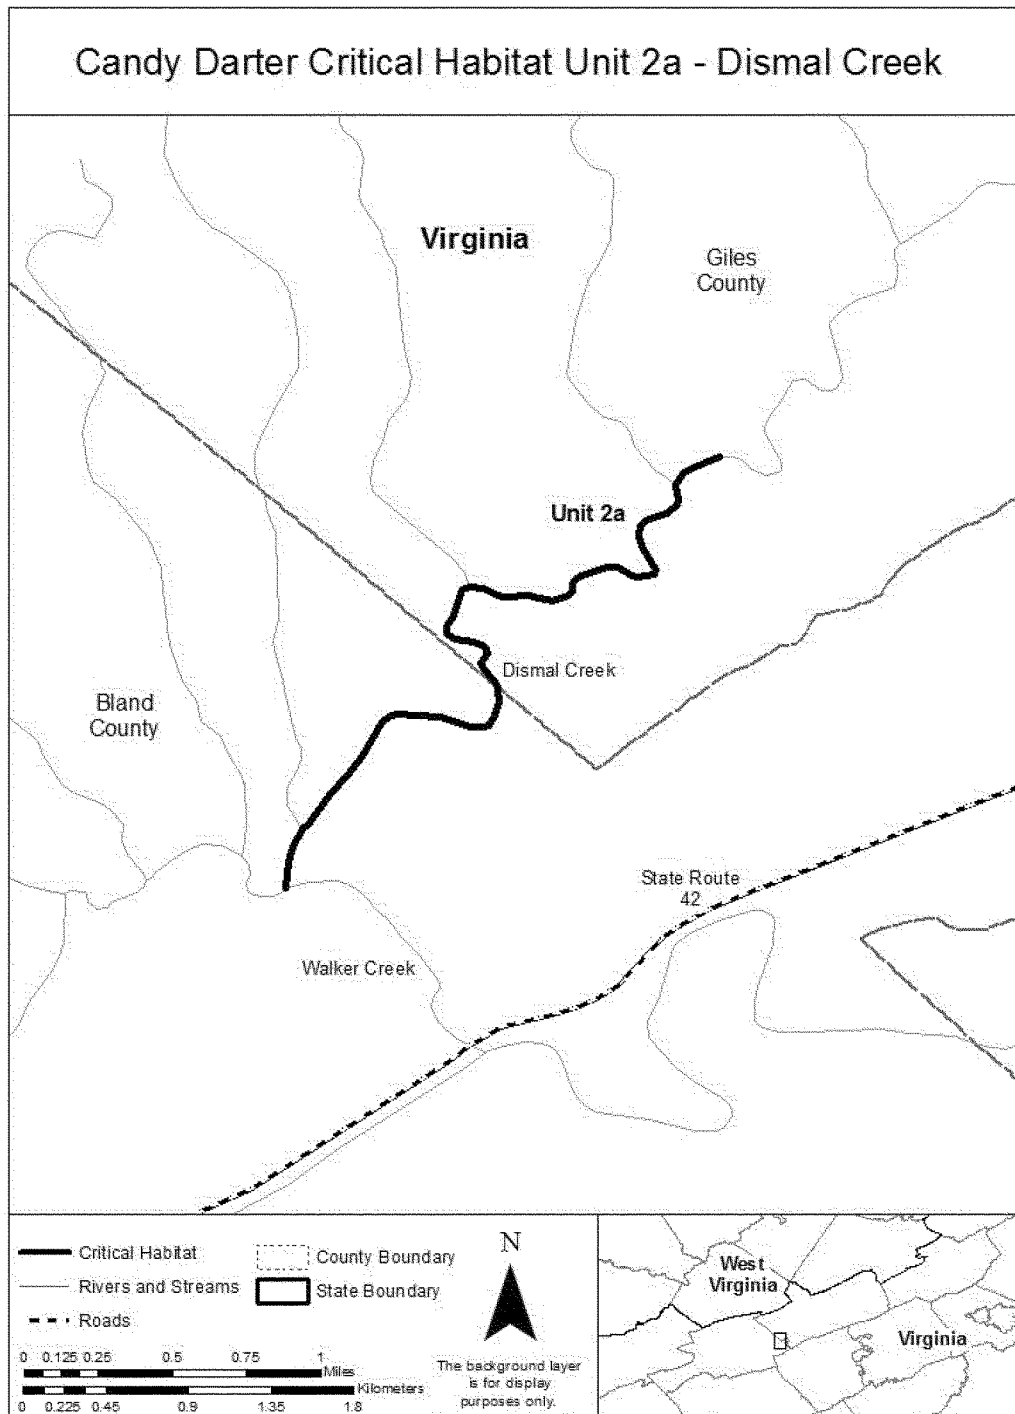 Candy Darter Critical Habitat Unit 2a - Dismal Creek
Virginia
Giles
County
Unit 2a
Dismal Creek
Bland
County
State Route
42
Walker Creek
Critical Habitat
Rivers and Streams
Roads
County Boundary
State Boundary
0 0.125 0.25 0.5 0.75 1
Miles
Kilometers
0 0.225 0.45 0.9 1.35 1.8
N
The background layer
is for display
purposes only.
West
Virginia
Virginia